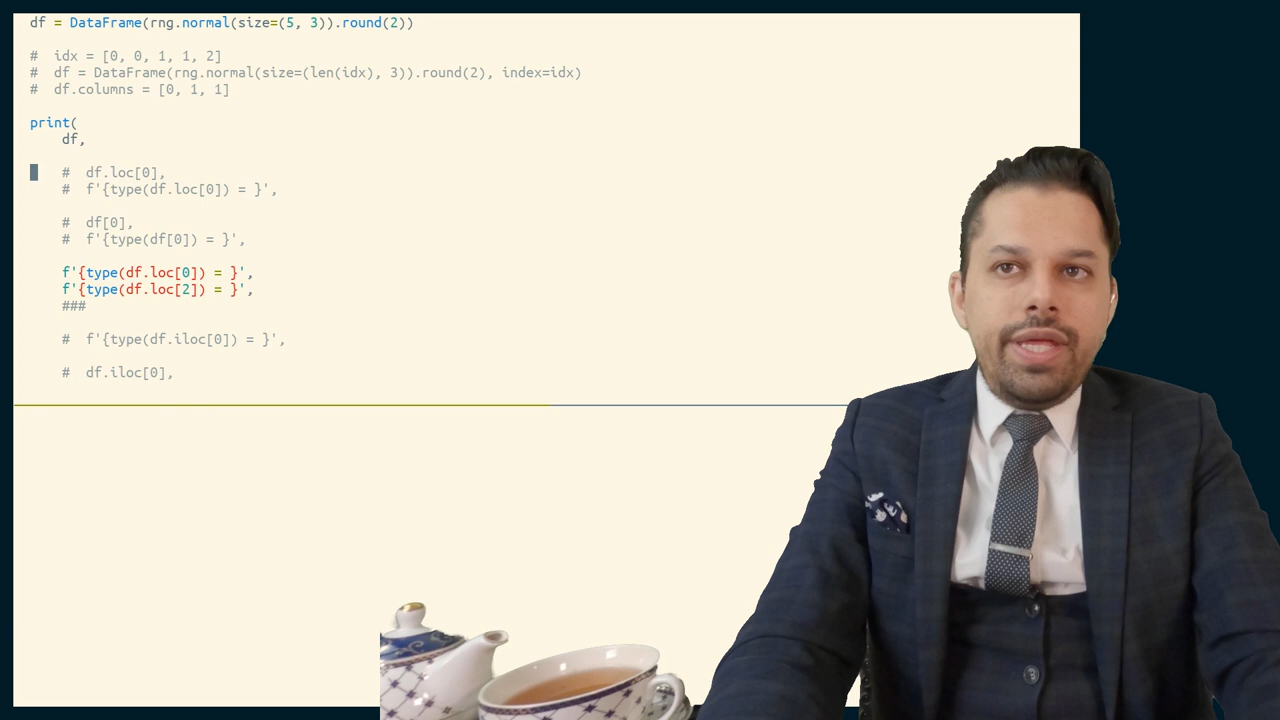 df = DataFrame(rng.normal(size=(5, 3)).round(2))
#  idx = [0, 0, 1, 1, 2]
#  df = DataFrame(rng.normal(size=(len(idx), 3)).round(2), index=idx)
#  df.columns = [0, 1, 1]
print(
    df,
    #  df.loc[0],
    #  f'{type(df.loc[0]) = }',
    #  df[0],
    #  f'{type(df[0]) = }',
    f'{type(df.loc[0]) = }',
    f'{type(df.loc[2]) = }',
    ###
    #  f'{type(df.iloc[0]) = }',
    #  df.iloc[0],